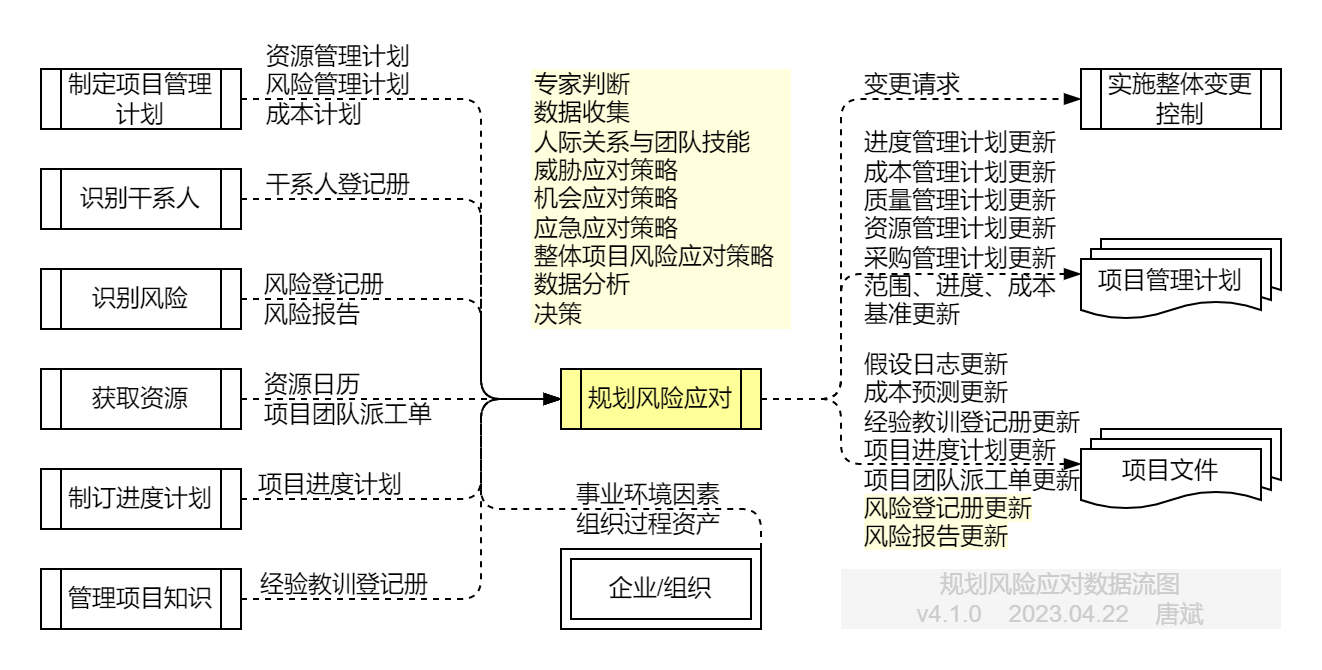 制定项目管理
计划
资源管理计划
风险管理计划
成本计划
识别干系人
干系人登记册
识别风险
风险登记册
风险报告
获取资源
资源日历
项目团队派工单
制订进度计划
项目进度计划
管理项目知识
经验教训登记册
专家判断
数据收集
人际关系与团队技能
威胁应对策略
机会应对策略
应急应对策略
整体项目风险应对策略
数据分析
决策
规划风险应对
事业环境因素
组织过程资产
企业/组织
变更请求
实施整体变更
控制
进度管理计划更新
成本管理计划更新
质量管理计划更新
资源管理计划更新
采购管理计划更新
范围、进度、成本
基准更新
项目管理计划
假设日志更新
成本预测更新
经验教训登记册更新
项目进度计划更新
项目团队派工单更新
风险登记册更新
风险报告更新
项目文件
规划风险应对数据流图
v4.1.0 2023.04.22 唐斌